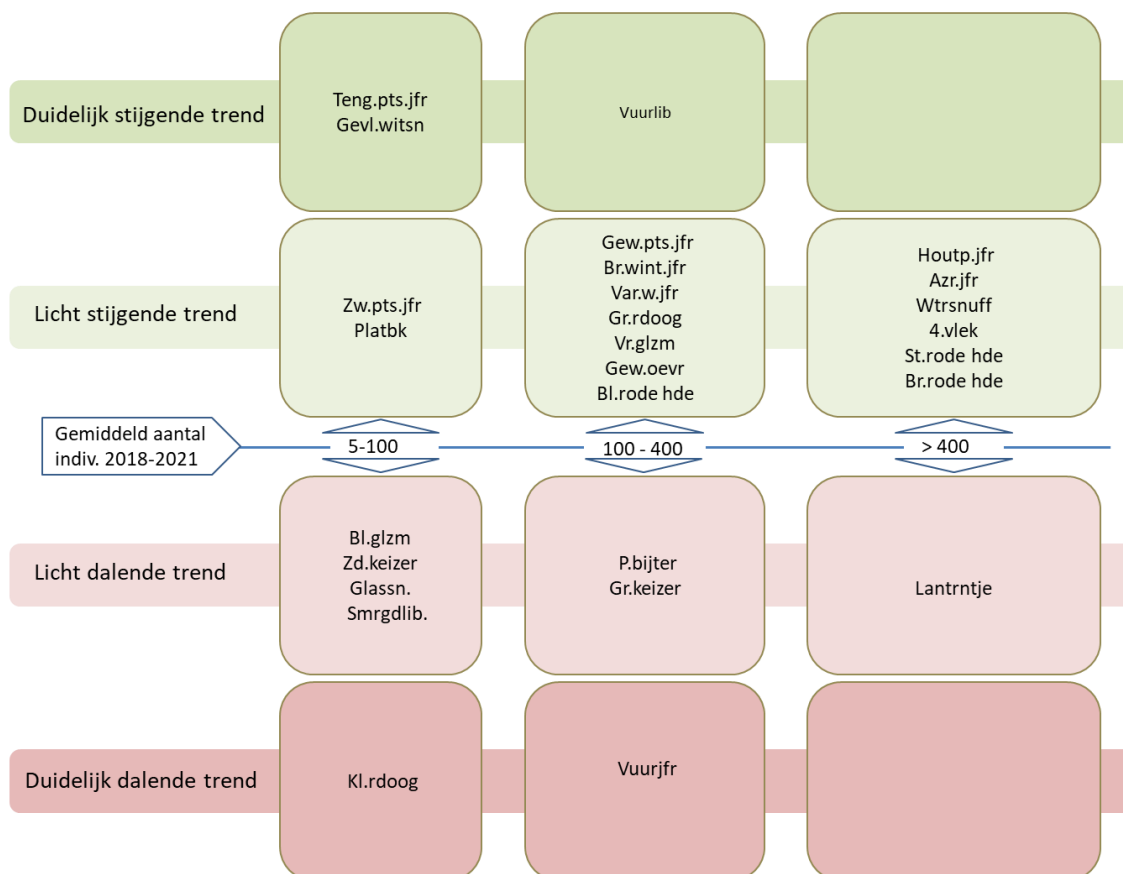 Duidelijk stijgende trend
Teng.pts.jfr
Gevl.witsn
Vuurlib
Licht stijgende trend
Zw.pts.jfr
Platbk
Gew.pts.jfr
Br.wint.jfr
Var.w.jfr
Gr.rdoog
Vr.glzm
Gew.oevr
Bl.rode hde
Houtp.jfr
Azr.jfr
Wtrsnuff
4.vlek
St.rode hde
Br.rode hde
Gemiddeld aantal
indiv. 2018-2021
5-100
100 - 400
> 400
Licht dalende trend
Bl.glzm
Zd.keizer
Glassn.
Smrgdlib.
P.bijter
Gr.keizer
Lantrntje
Duidelijk dalende trend
Kl.rdoog
Vuurjfr